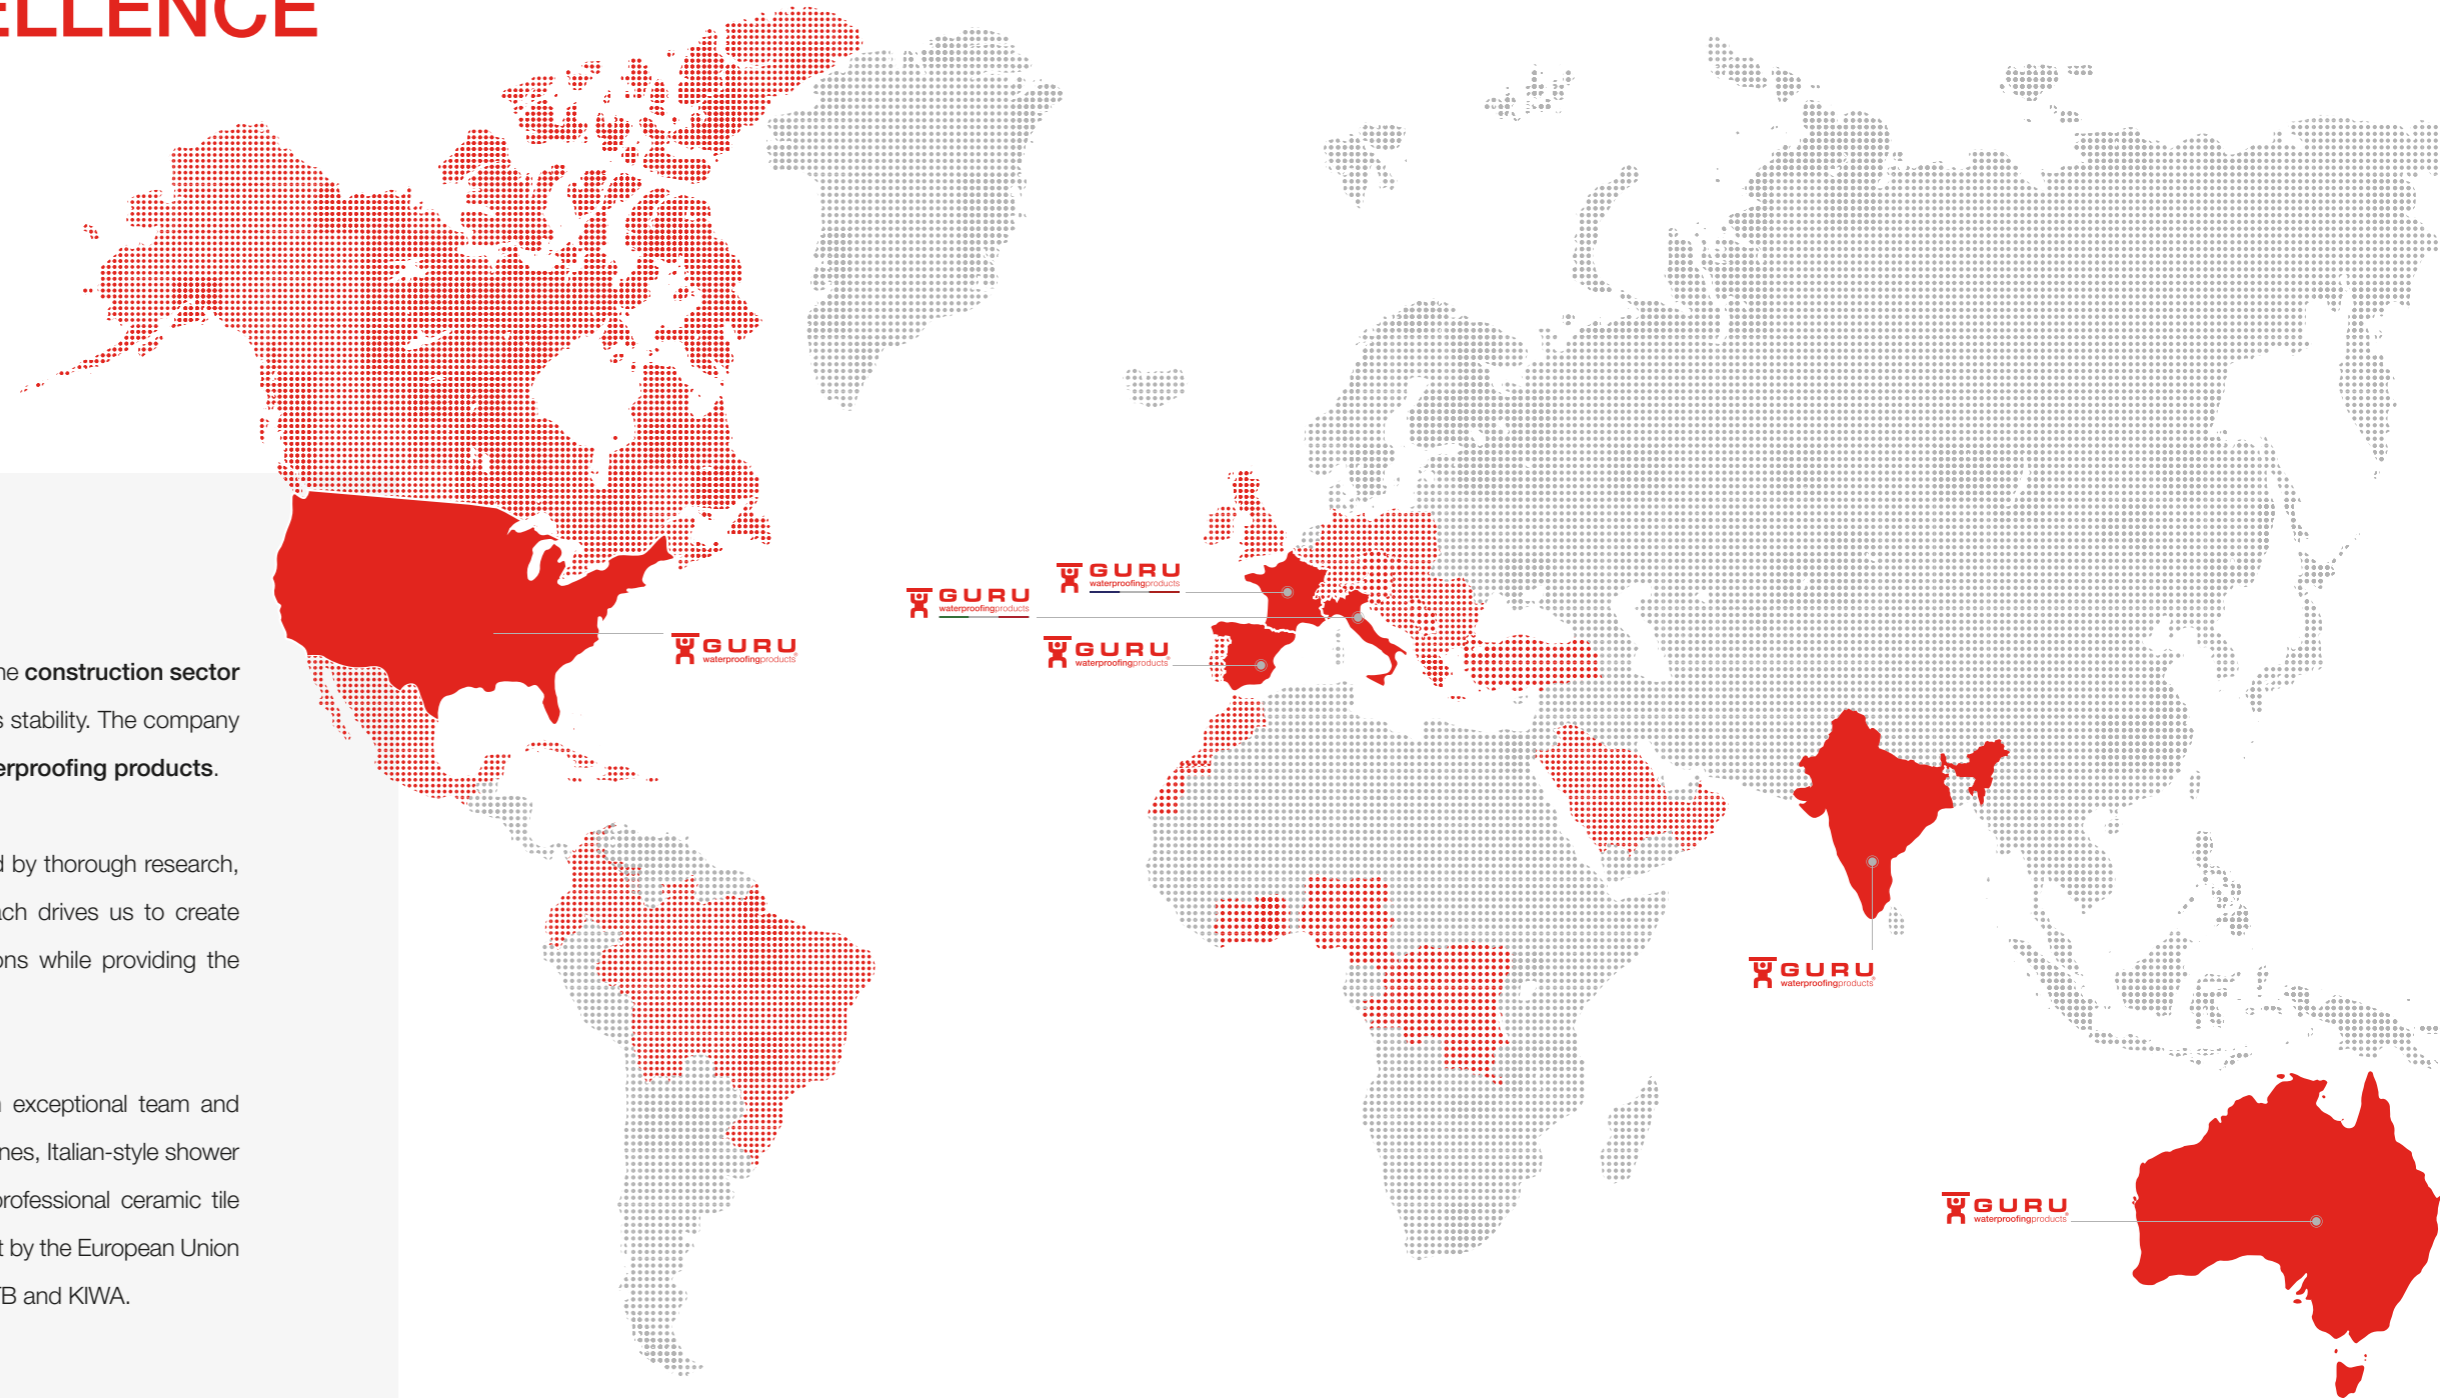 ELLENCE
ne construction sector
s stability. The company
erproofing products.
d by thorough research,
ach drives us to create
ons while providing the
exceptional team and
nes, Italian-style shower
professional ceramic tile
t by the European Union
B and KIWA.
GURU
waterproofingproducts
GURU
waterproofingproducts
GURU
waterproofingproducts
GURU
waterproofingproducts
GURU
waterproofingproducts
GURU
waterproofingproducts